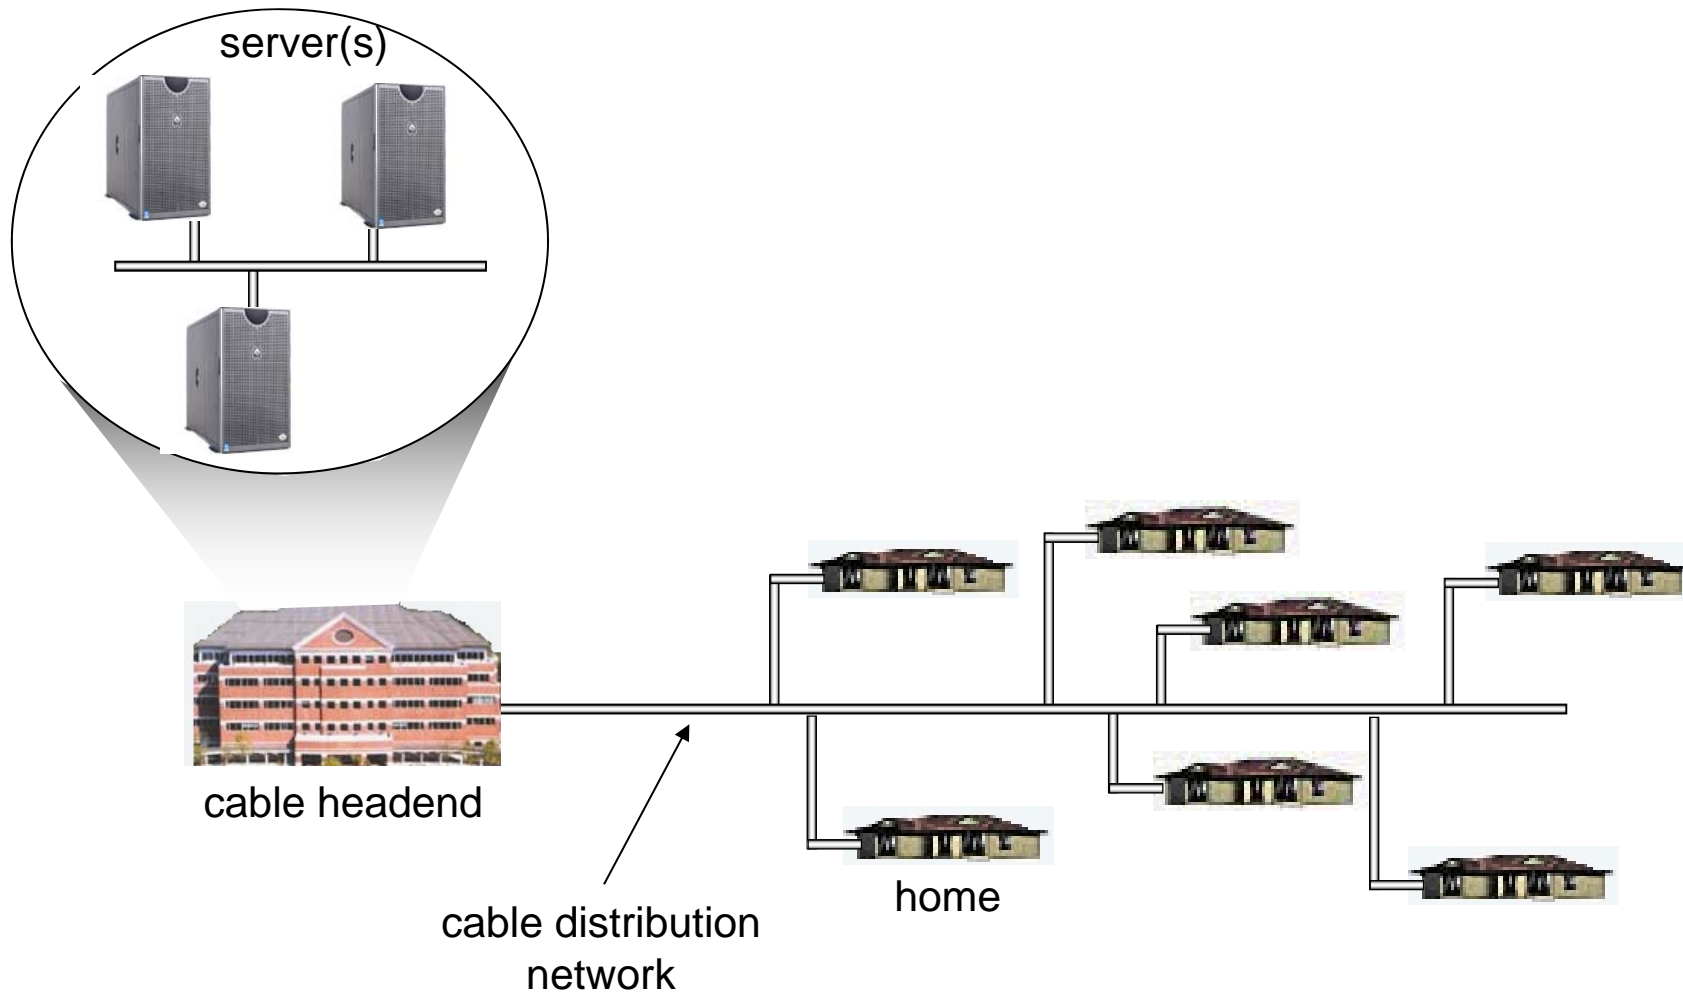 server(s)
cable headend
home
cable distribution
network